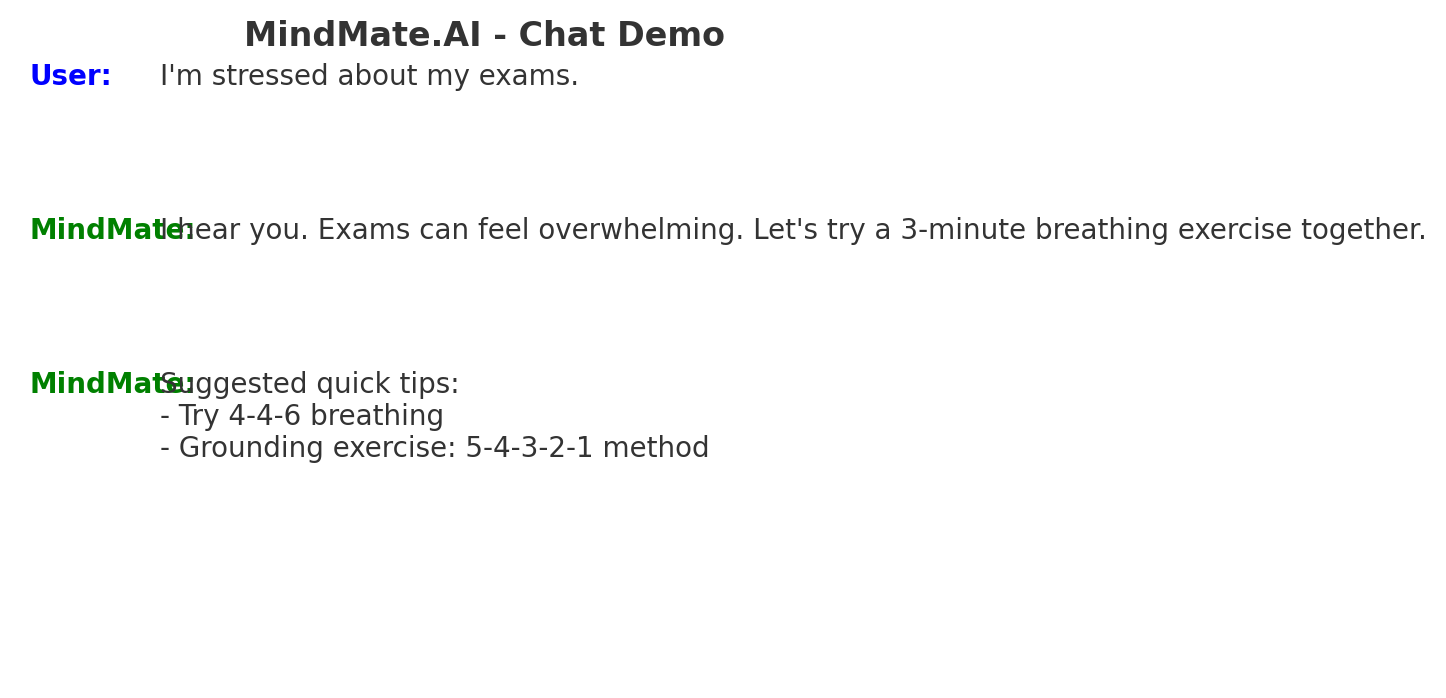 MindMate.AI - Chat Demo
User: I'm stressed about my exams.
MindMate: I hear you. Exams can feel overwhelming. Let's try a 3-minute breathing exercise together.
MindMate: Suggested quick tips:
- Try 4-4-6 breathing
- Grounding exercise: 5-4-3-2-1 method